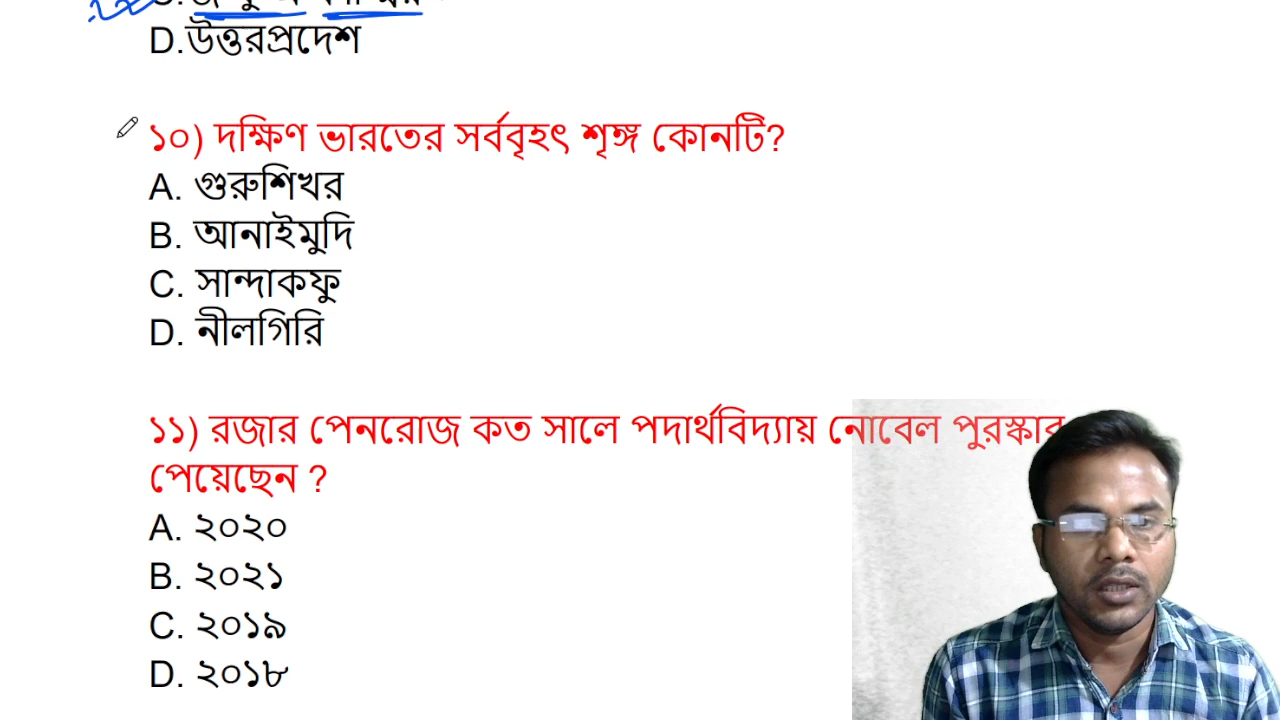 D.উত্তরপ্রদেশ
১০) দক্ষিণ ভারতের সর্ববৃহৎ শৃঙ্গ কোনটি?
A. গুরুশিখর
B. আনাইমুদি
C. সান্দাকফু
D. নীলগিরি
১১) রজার পেনরোজ কত সালে পদার্থবিদ্যায় নোবেল পুরস্কার
পেয়েছেন ?
A. ২০২০
B. ২০২১
C. ২০১৯
D. ২০১৮